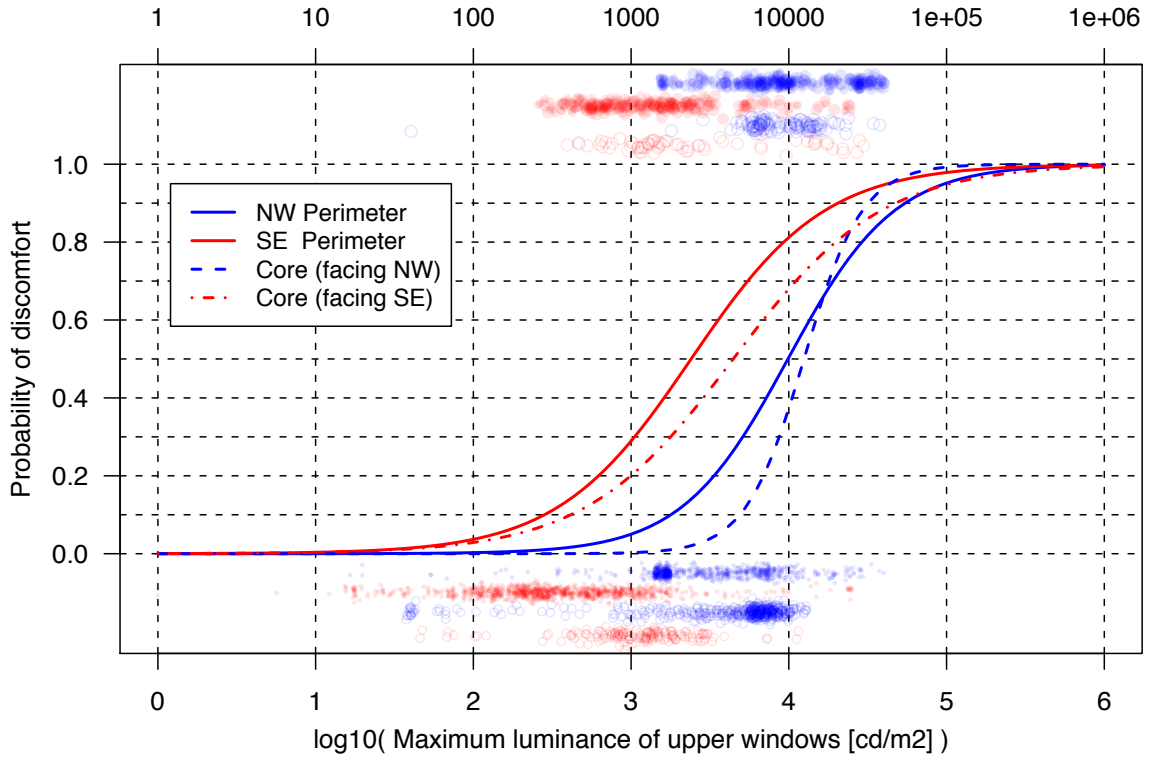 1 10 100 1000 10000 1e+05 1e+06
1.0
0.8
0.6
0.4
0.2
0.0
Probability of discomfort
NW Perimeter
SE Perimeter
Core (facing NW)
Core (facing SE)
0 1 2 3 4 5 6
log10( Maximum luminance of upper windows [cd/m2] )